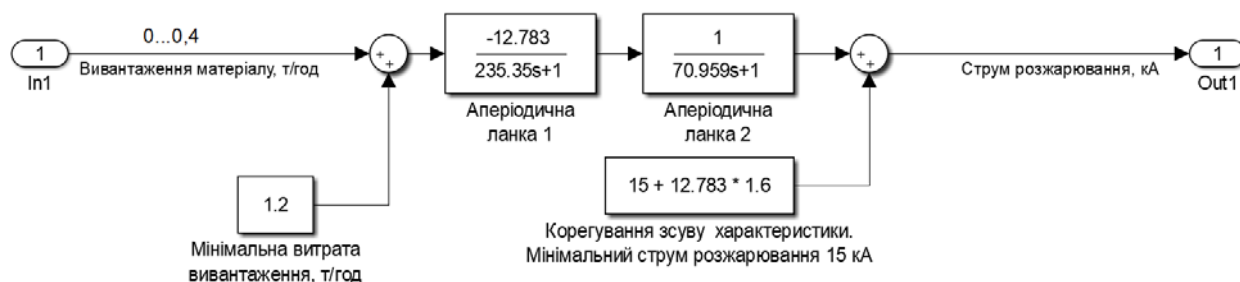 0...0,4
1
Вивантаження матеріалу, т/год
In1
+
+
-12.783
235.35s+1
Аперіодична
ланка 1
1
70.959s+1
Аперіодична
ланка 2
+
+
Струм розжарювання, кА
1
Out1
1.2
Мінімальна витрата
вивантаження, т/год
15 + 12.783 * 1.6
Корегування зсуву характеристики.
Мінімальний струм розжарювання 15 кА